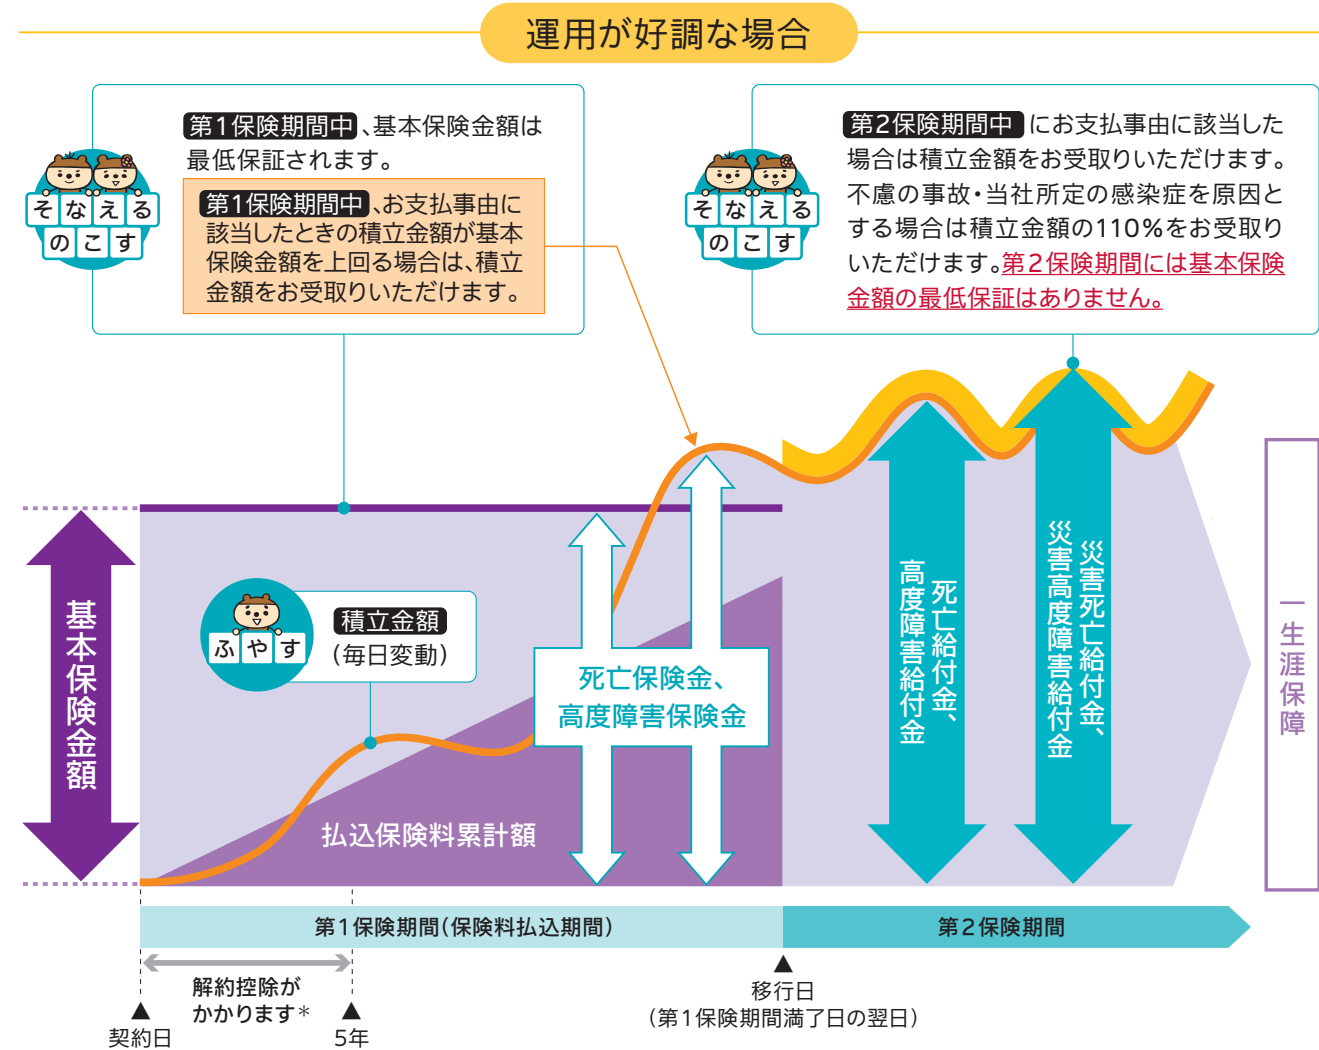 運用が好調な場合
第1保険期間中、基本保険金額は
最低保証されます。
第1保険期間中、お支払事由に
該当したときの積立金額が基本
保険金額を上回る場合は、積立
金額をお受取りいただけます。
そなえる
のこす
第2保険期間中にお支払事由に該当した
場合は積立金額をお受取りいただけます。
不慮の事故・当社所定の感染症を原因と
する場合は積立金額の110%をお受取り
いただけます。第2保険期間には基本保険
金額の最低保証はありません。
そなえる
のこす
基本保険金額
ふやす
積立金額
(毎日変動)
死亡保険金、
高度障害保険金
払込保険料累計額
死亡給付金、
高度障害給付金
災害死亡給付金、
災害高度障害給付金
一生涯保障
第1保険期間(保険料払込期間)
第2保険期間
解約控除が
かかります*
▲
契約日
▲
5年
▲
移行日
(第1保険期間満了日の翌日)